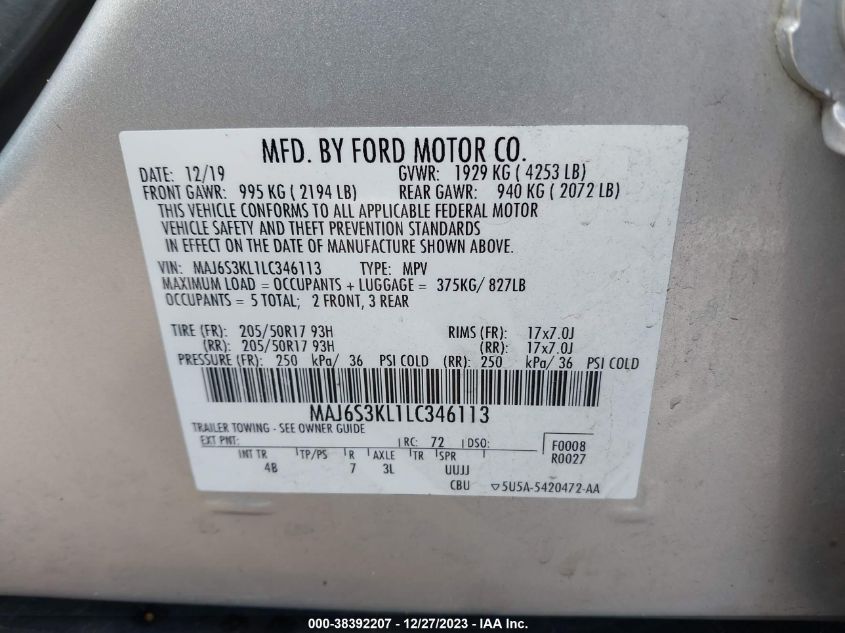 MFD. BY FORD MOTOR CO.
DATE: 12/19 GVWR: 1929 KG ( 4253 LB)
FRONT GAWR: 995 KG ( 2194 LB) REAR GAWR: 940 KG ( 2072 LB)
THIS VEHICLE CONFORMS TO ALL APPLICABLE FEDERAL MOTOR
VEHICLE SAFETY AND THEFT PREVENTION STANDARDS
IN EFFECT ON THE DATE OF MANUFACTURE SHOWN ABOVE.
VIN: MAJ6S3KL1LC346113 TYPE: MPV
MAXIMUM LOAD = OCCUPANTS + LUGGAGE = 375KG/ 827LB
OCCUPANTS = 5 TOTAL; 2 FRONT, 3 REAR
TIRE (FR): 205/50R17 93H RIMS (FR): 17x7.0J
(RR): 205/50R17 93H (RR): 17x7.0J
PRESSURE (FR): 250 kPa/ 36 PSI COLD (RR): 250 kPa/ 36 PSI COLD
MAJ6S3KL1LC346113
TRAILER TOWING - SEE OWNER GUIDE
EXT PNT: RC: 72 DSO: F0008
R0027
INT TR TP/PS R AXLE TR SPR
4B 7 3L UUJJ
CBU ▽5U5A-5420472-AA
000-38392207 - 12/27/2023 - IAA Inc.